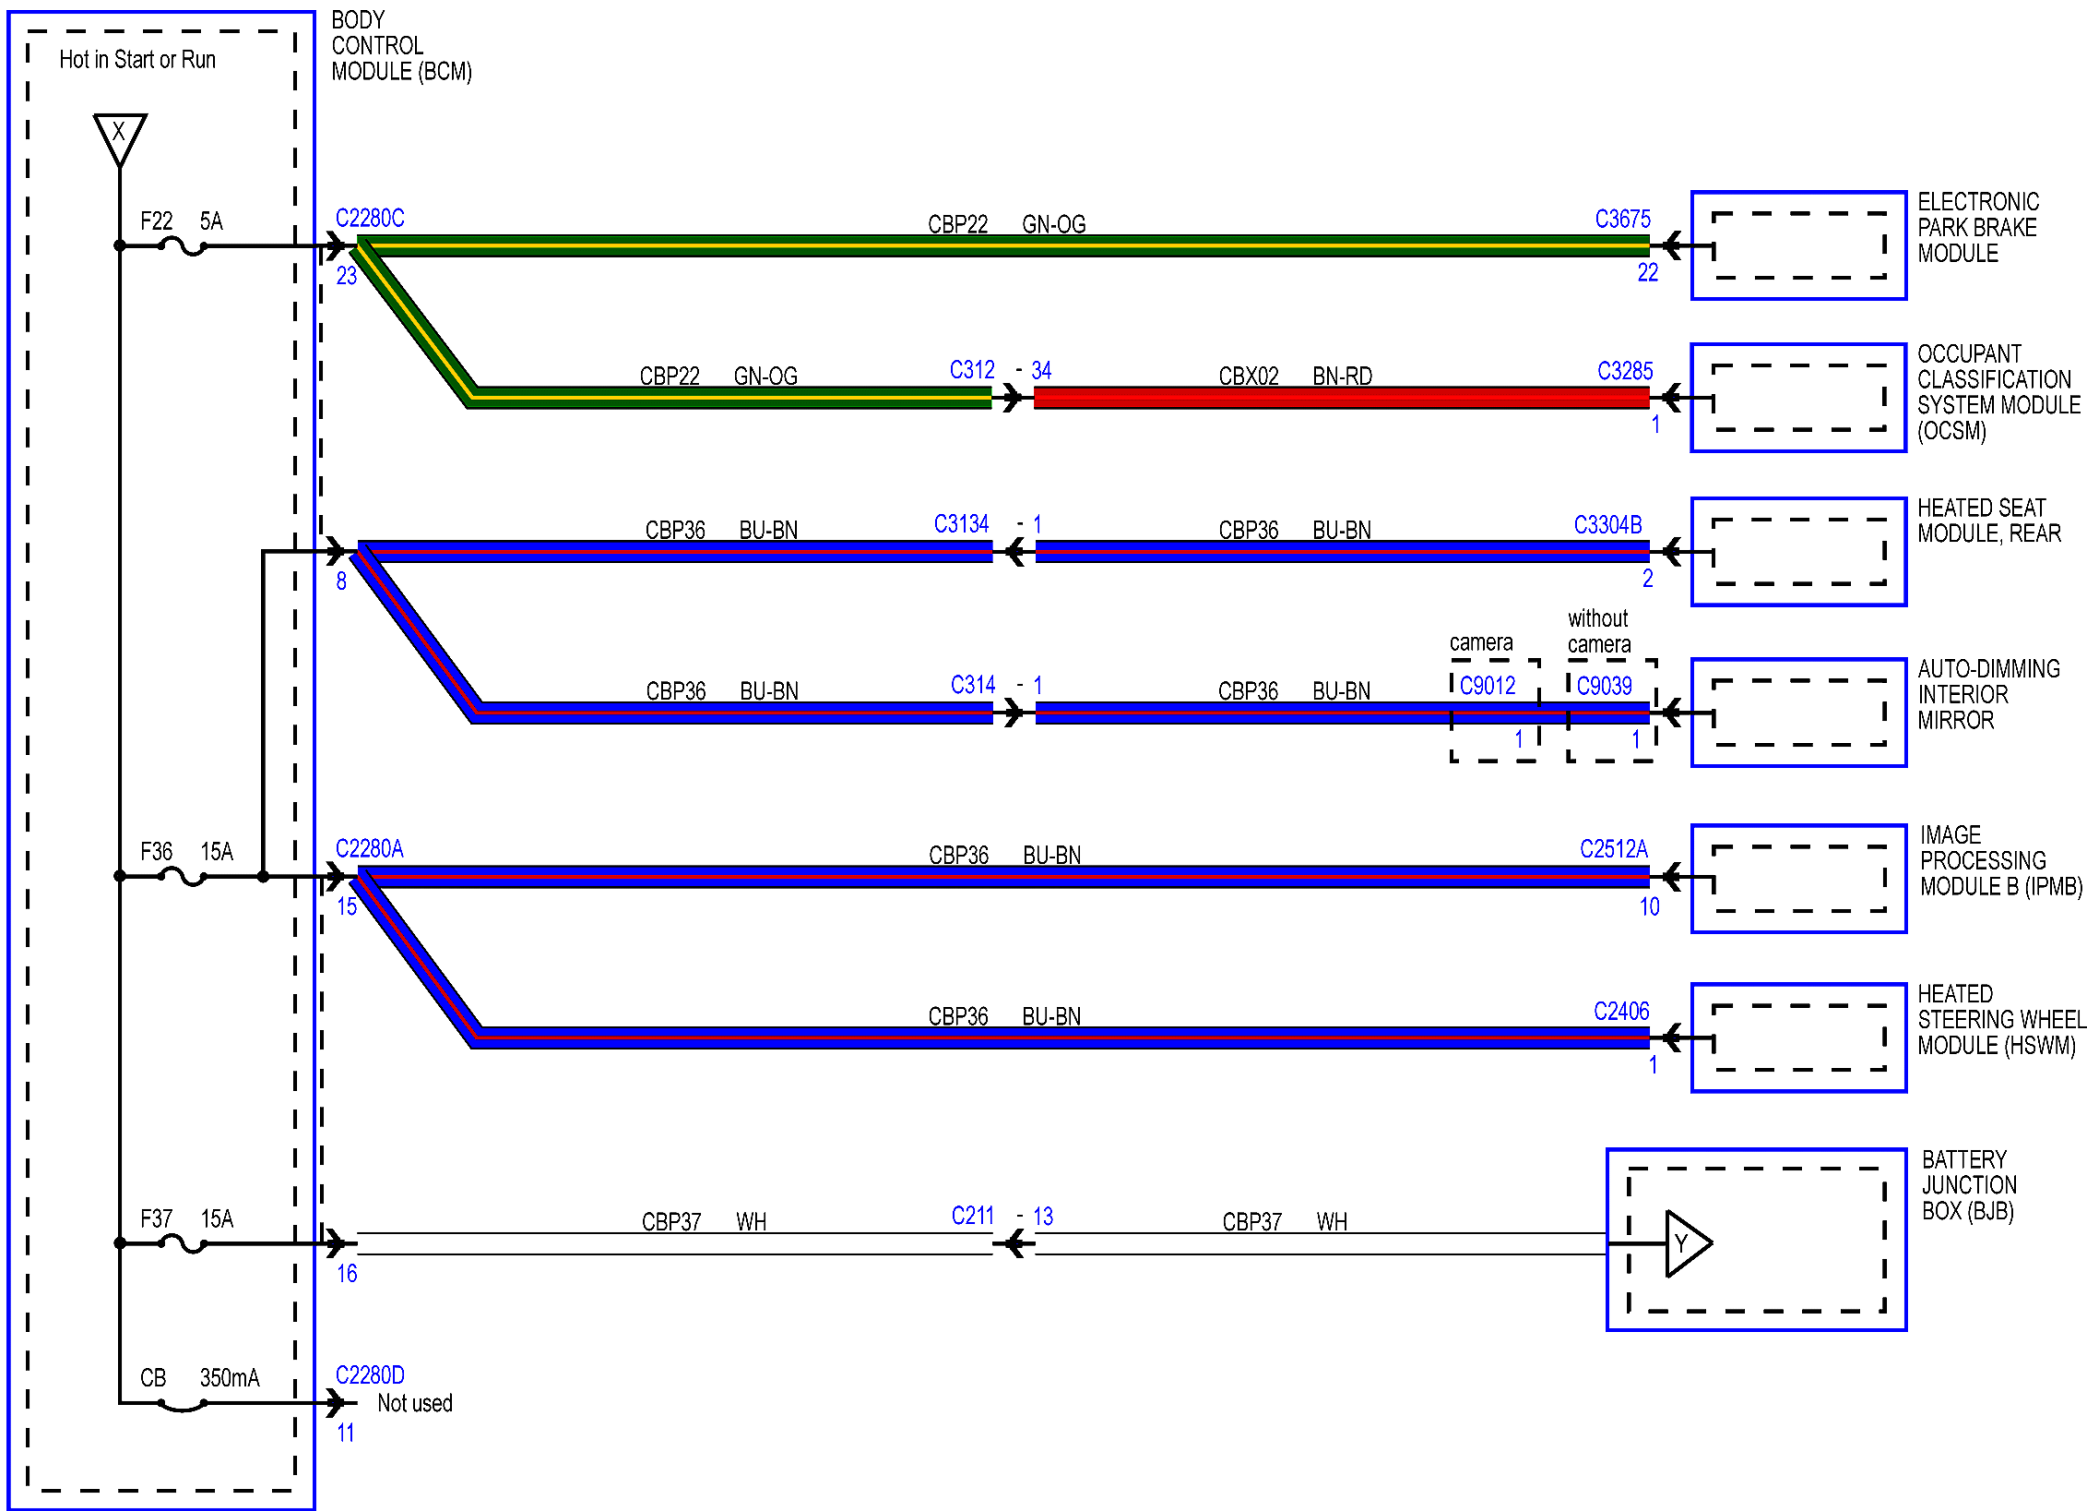 BODY
CONTROL
MODULE (BCM)
Hot in Start or Run
X
F22 5A
C2280C
23
CBP22 GN-OG
C3675
22
ELECTRONIC
PARK BRAKE
MODULE
CBP22 GN-OG
C312 - 34
CBX02 BN-RD
C3285
1
OCCUPANT
CLASSIFICATION
SYSTEM MODULE
(OCSM)
8
CBP36 BU-BN
C3134 - 1
CBP36 BU-BN
C3304B
2
HEATED SEAT
MODULE, REAR
CBP36 BU-BN
C314 - 1
CBP36 BU-BN
camera
C9012
1
without
camera
C9039
1
AUTO-DIMMING
INTERIOR
MIRROR
F36 15A
C2280A
15
CBP36 BU-BN
C2512A
10
IMAGE
PROCESSING
MODULE B (IPMB)
CBP36 BU-BN
C2406
1
HEATED
STEERING WHEEL
MODULE (HSWM)
F37 15A
16
CBP37 WH
C211 - 13
CBP37 WH
Y
BATTERY
JUNCTION
BOX (BJB)
CB 350mA
C2280D
Not used
11